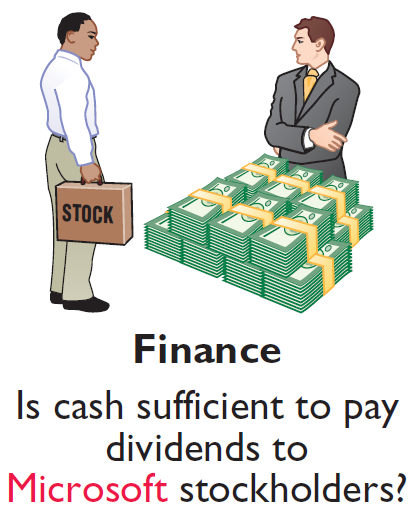 STOCK
Finance
Is cash sufficient to pay
dividends to
Microsoft stockholders?